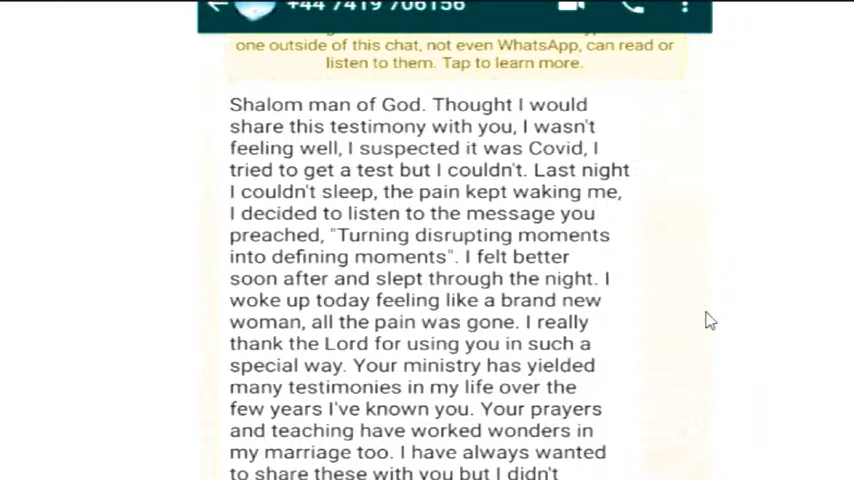 +44 7419 706156
one outside of this chat, not even WhatsApp, can read or
listen to them. Tap to learn more.
Shalom man of God. Thought I would
share this testimony with you, I wasn't
feeling well, I suspected it was Covid, I
tried to get a test but I couldn't. Last night
I couldn't sleep, the pain kept waking me,
I decided to listen to the message you
preached, "Turning disrupting moments
into defining moments". I felt better
soon after and slept through the night. I
woke up today feeling like a brand new
woman, all the pain was gone. I really
thank the Lord for using you in such a
special way. Your ministry has yielded
many testimonies in my life over the
few years I've known you. Your prayers
and teaching have worked wonders in
my marriage too. I have always wanted
to share these with you but I didn't